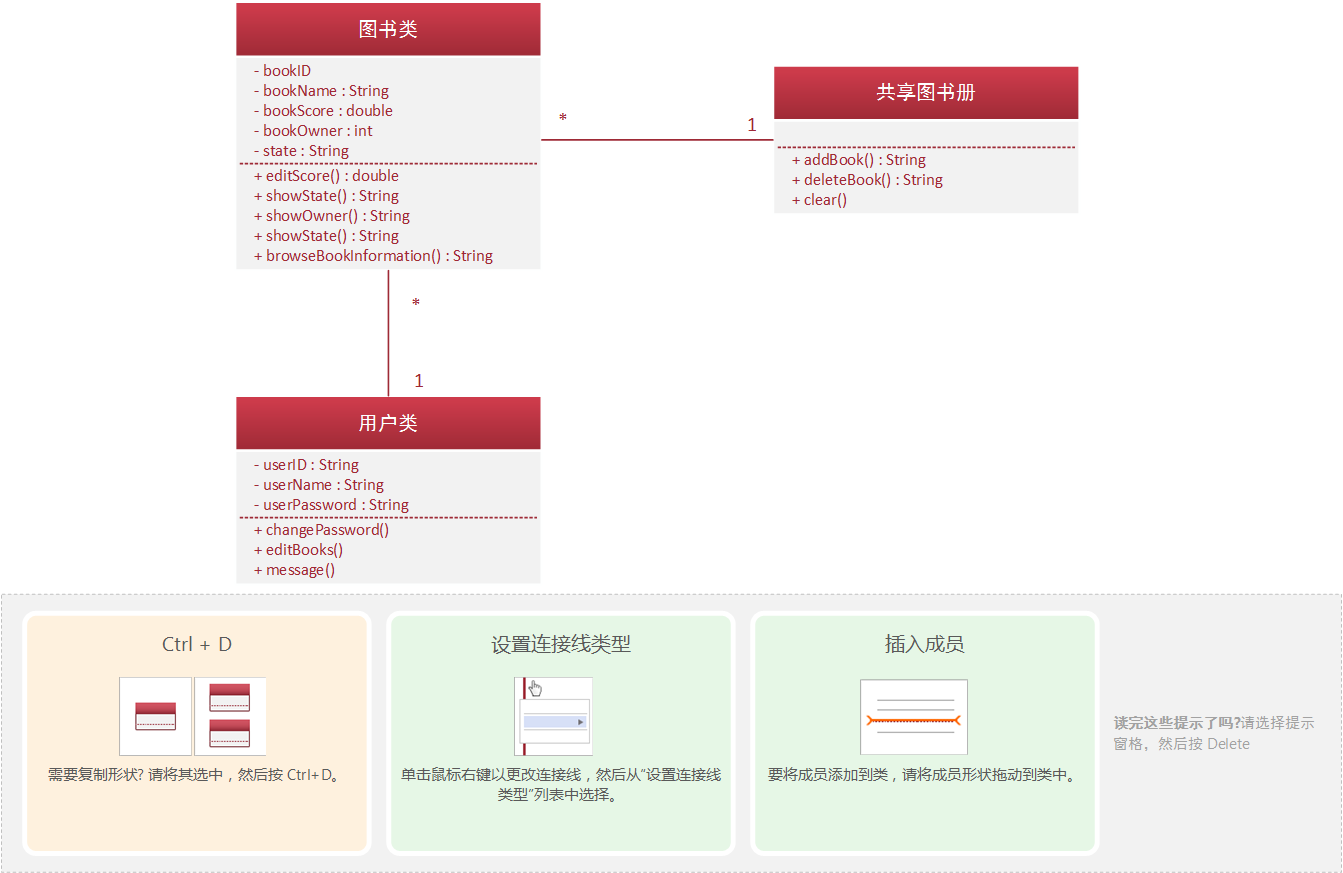 图书类
- bookID
- bookName : String
- bookScore : double
- bookOwner : int
- state : String
+ editScore() : double
+ showState() : String
+ showOwner() : String
+ showState() : String
+ browseBookInformation() : String
*
1
共享图书册
+ addBook() : String
+ deleteBook() : String
+ clear()
*
1
用户类
- userID : String
- userName : String
- userPassword : String
+ changePassword()
+ editBooks()
+ message()
Ctrl + D
需要复制形状? 请将其选中，然后按 Ctrl+D。
设置连接线类型
单击鼠标右键以更改连接线，然后从“设置连接线
类型”列表中选择。
插入成员
要将成员添加到类，请将成员形状拖动到类中。
读完这些提示了吗?请选择提示
窗格，然后按 Delete